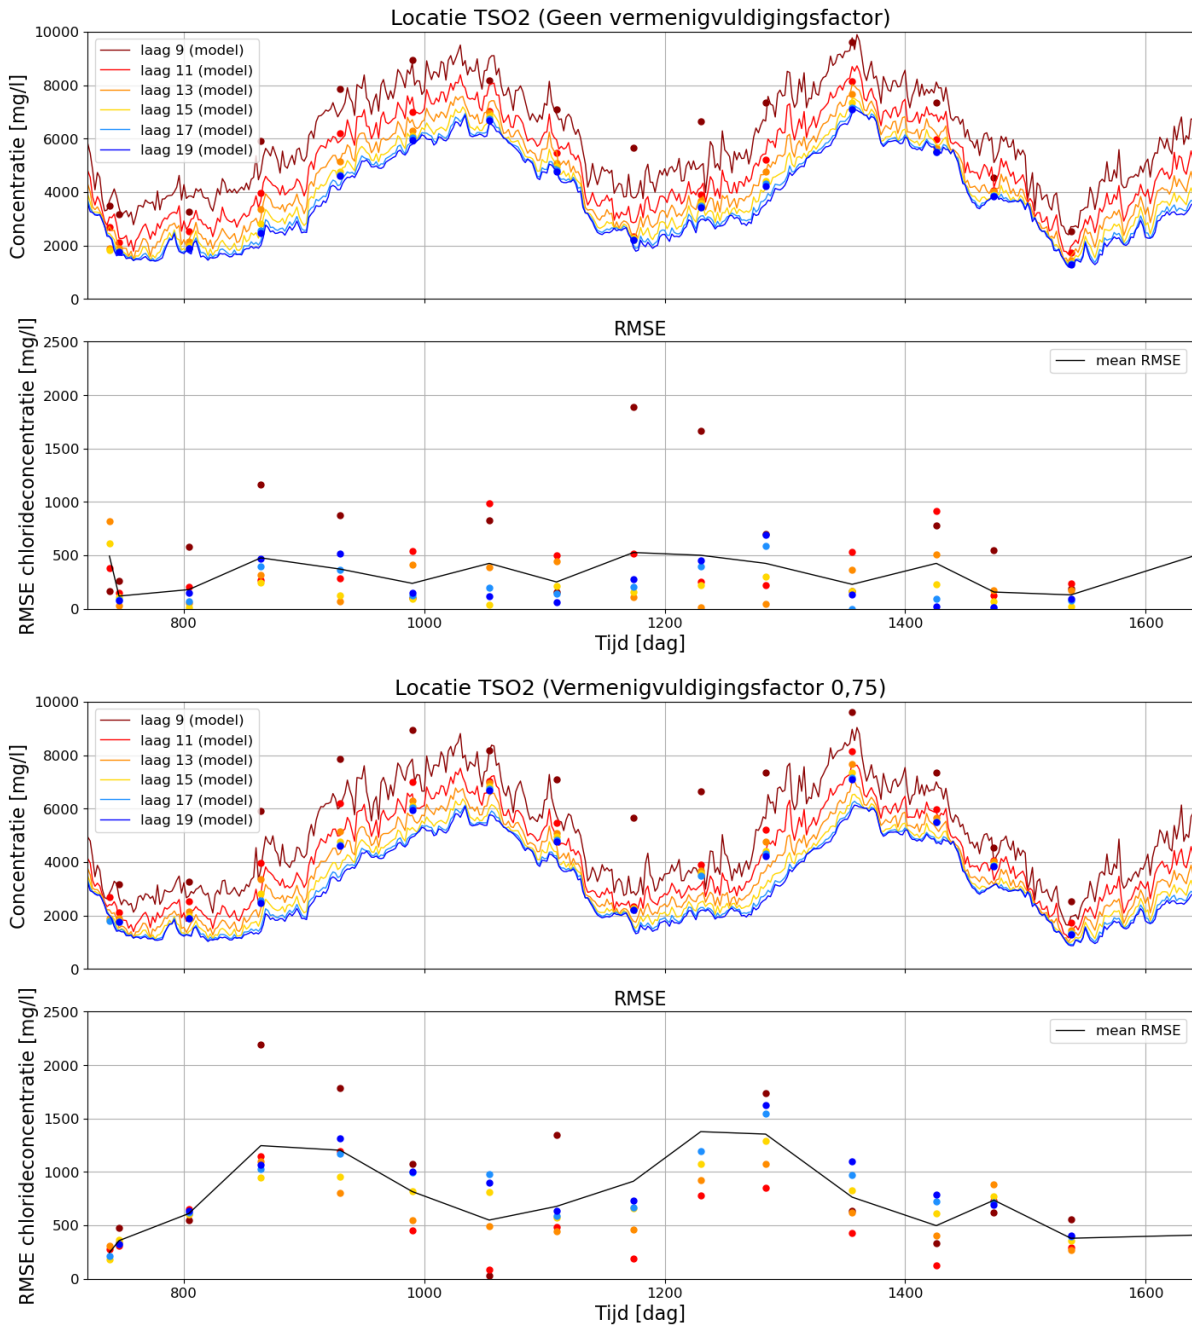 Locatie TSO2 (Geen vermenigvuldigingsfactor)
10000
8000
6000
4000
2000
0
Concentratie [mg/l]
laag 9 (model)
laag 11 (model)
laag 13 (model)
laag 15 (model)
laag 17 (model)
laag 19 (model)
RMSE
2500
2000
1500
1000
500
0
RMSE chlorideconcentratie [mg/l]
mean RMSE
800 1000 1200 1400 1600
Tijd [dag]
Locatie TSO2 (Vermenigvuldigingsfactor 0,75)
10000
8000
6000
4000
2000
0
Concentratie [mg/l]
laag 9 (model)
laag 11 (model)
laag 13 (model)
laag 15 (model)
laag 17 (model)
laag 19 (model)
RMSE
2500
2000
1500
1000
500
0
RMSE chlorideconcentratie [mg/l]
mean RMSE
800 1000 1200 1400 1600
Tijd [dag]